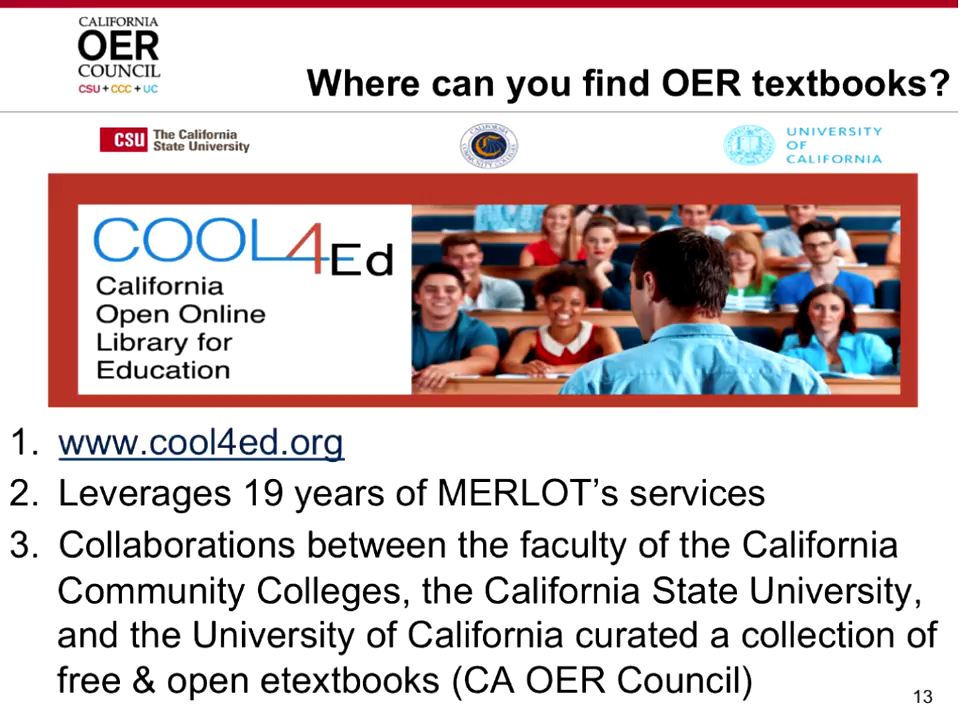 CALIFORNIA
OER
COUNCIL
CSU + CCC + UC
Where can you find OER textbooks?
CSU The California
State University
CALIFORNIA
COMMUNITY COLLEGES
UNIVERSITY
OF
CALIFORNIA
COOL4Ed
California
Open Online
Library for
Education
1. www.cool4ed.org
2. Leverages 19 years of MERLOT’s services
3. Collaborations between the faculty of the California
Community Colleges, the California State University,
and the University of California curated a collection of
free & open etextbooks (CA OER Council)
13